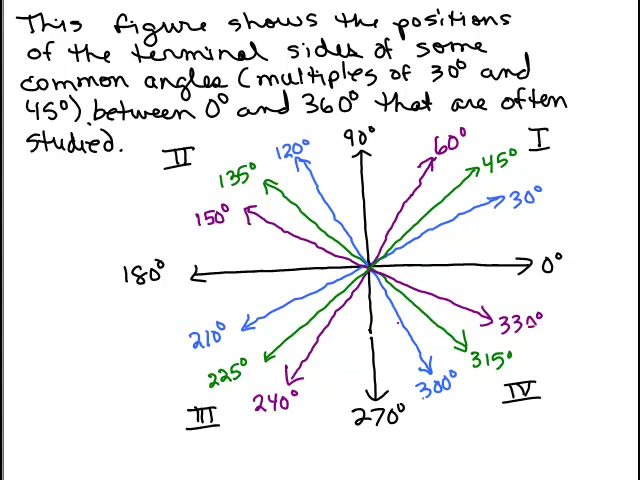 This figure shows the positions
of the terminal sides of some
common angles (multiples of 30° and
45°) between 0° and 360° that are often
studied.
II
120°
90°
60°
I
135°
45°
150°
30°
180°
0°
210°
330°
225°
315°
240°
300°
III
270°
IV